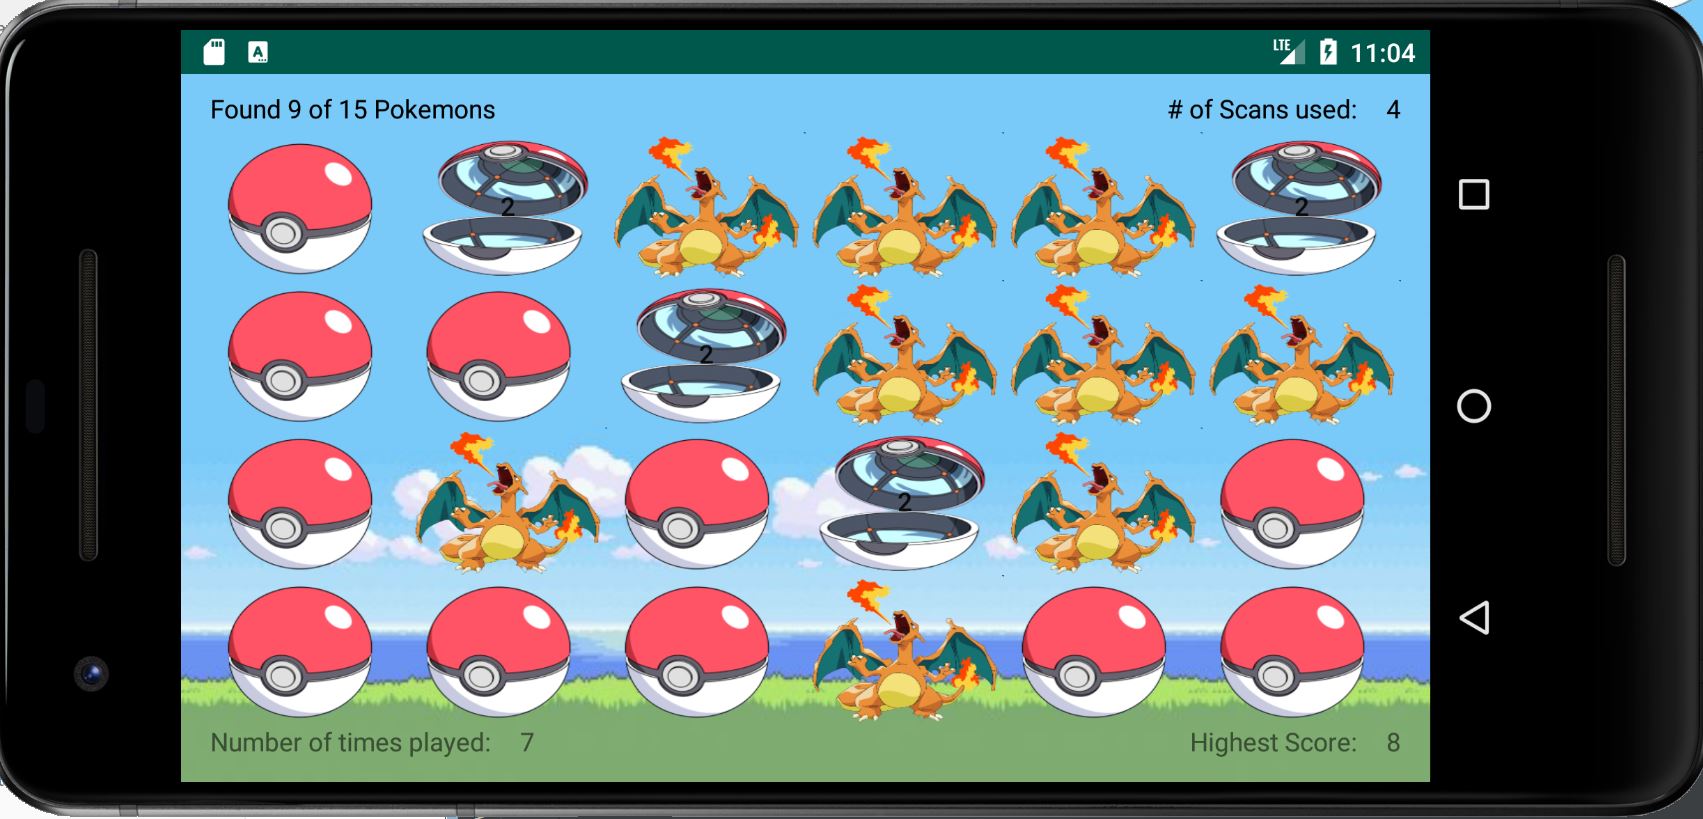 A
LTE
11:04
Found 9 of 15 Pokemons
# of Scans used: 4
2
2
2
2
Number of times played: 7
Highest Score: 8